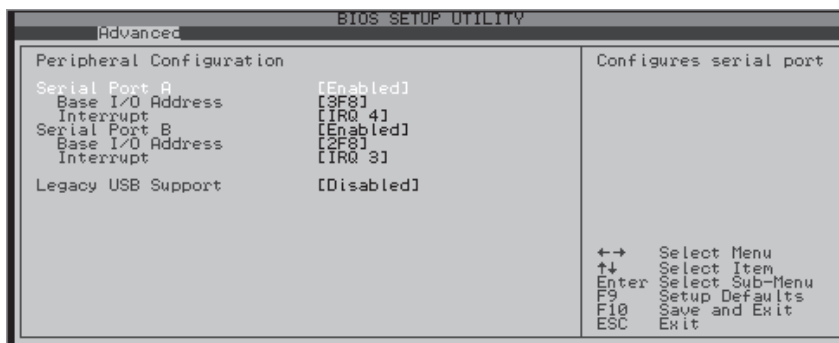 BIOS SETUP UTILITY
Advanced
Peripheral Configuration
Serial Port A [Enabled]
Base I/O Address [3F8]
Interrupt [IRQ 4]
Serial Port B [Enabled]
Base I/O Address [2F8]
Interrupt [IRQ 3]
Legacy USB Support [Disabled]
Configures serial port
←→ Select Menu
↑↓ Select Item
Enter Select Sub-Menu
F9 Setup Defaults
F10 Save and Exit
ESC Exit